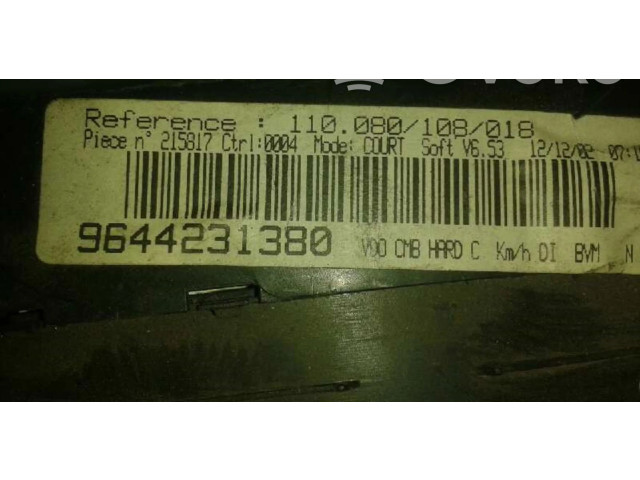 Reference : 110.080/108/018
Piece n° 215817 Ctrl:0004 Mode: COURT Soft V6.53 12/12/02
9644231380 VDO CMB HARD C Km/h DI BVM N